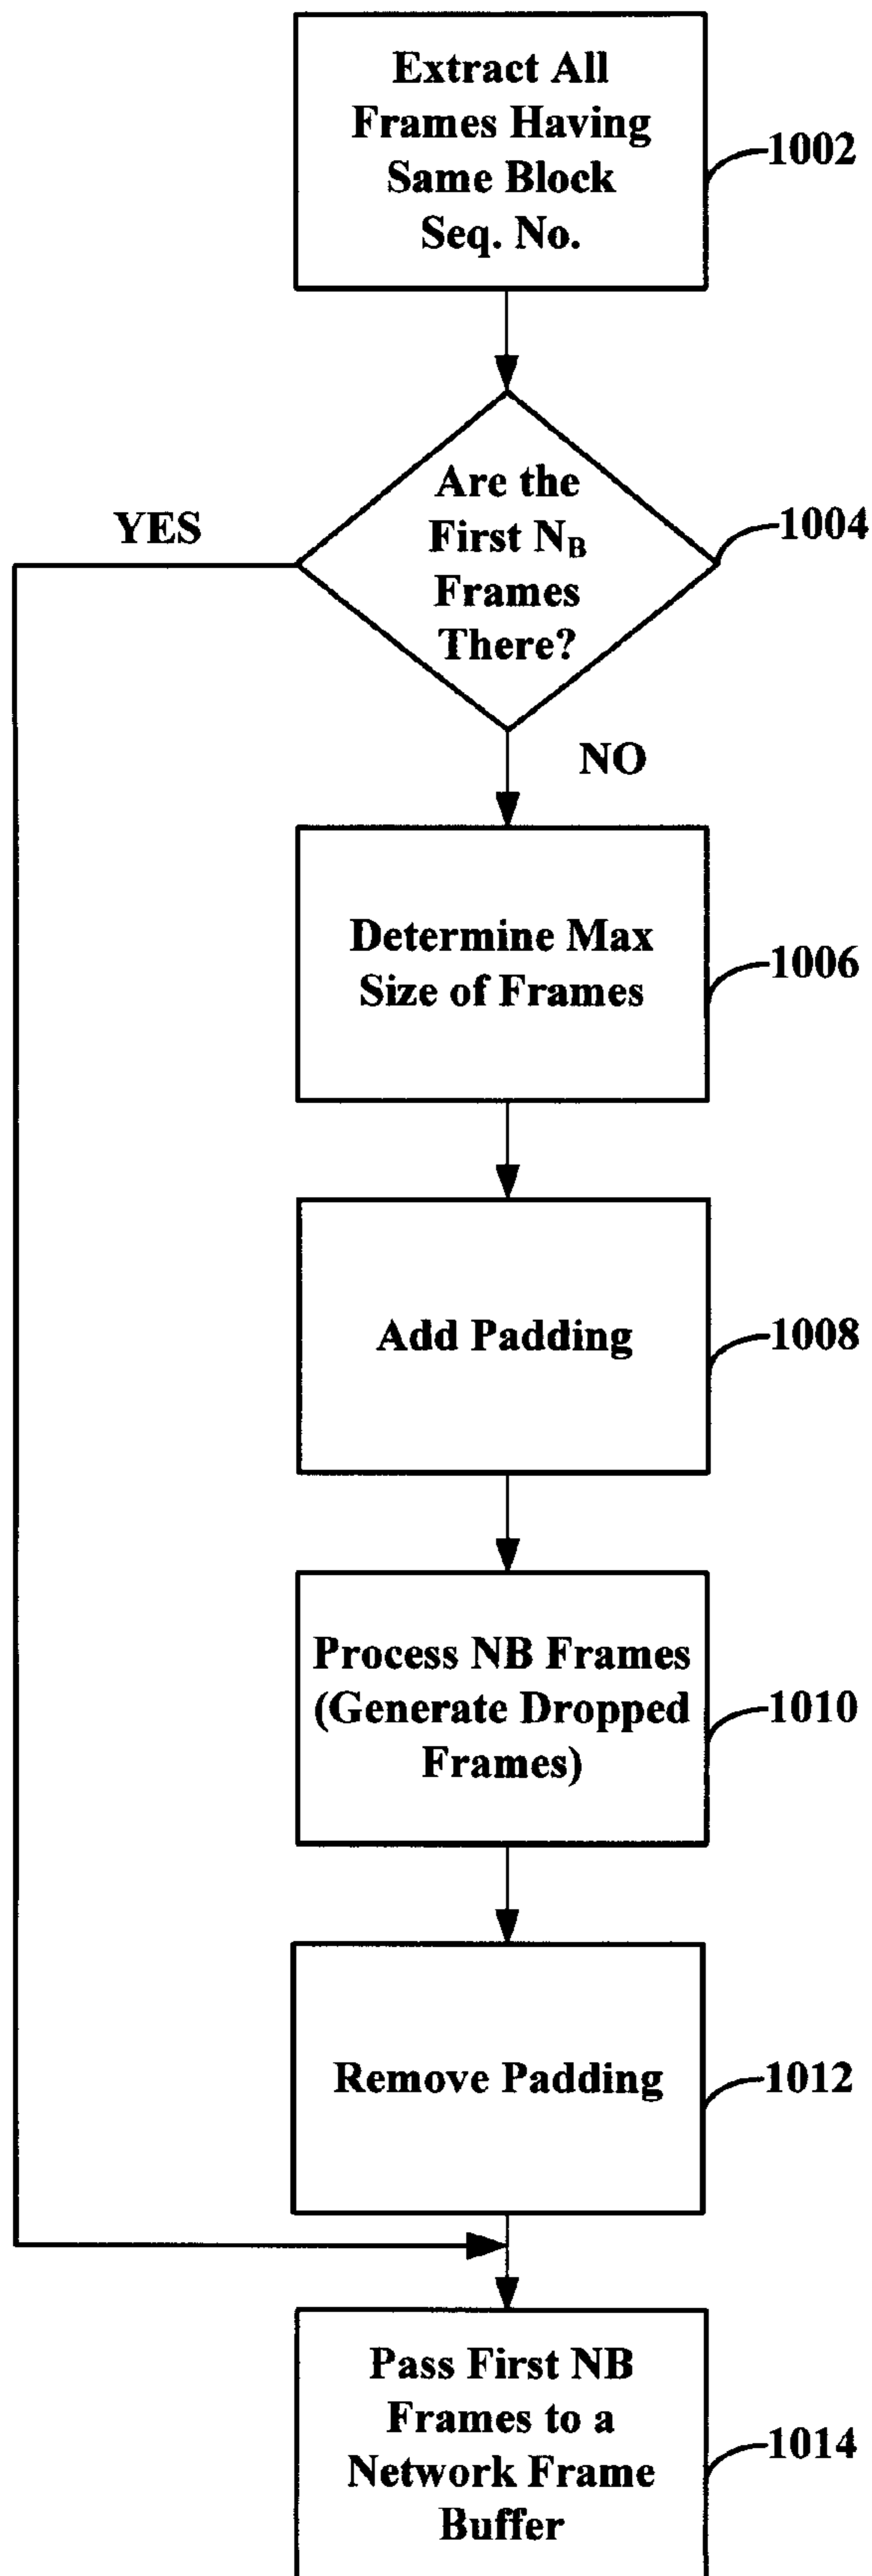 Extract All
Frames Having
Same Block
Seq. No.
1002
Are the
First NB
Frames
There?
1004
YES
NO
Determine Max
Size of Frames
1006
Add Padding
1008
Process NB Frames
(Generate Dropped
Frames)
1010
Remove Padding
1012
Pass First NB
Frames to a
Network Frame
Buffer
1014